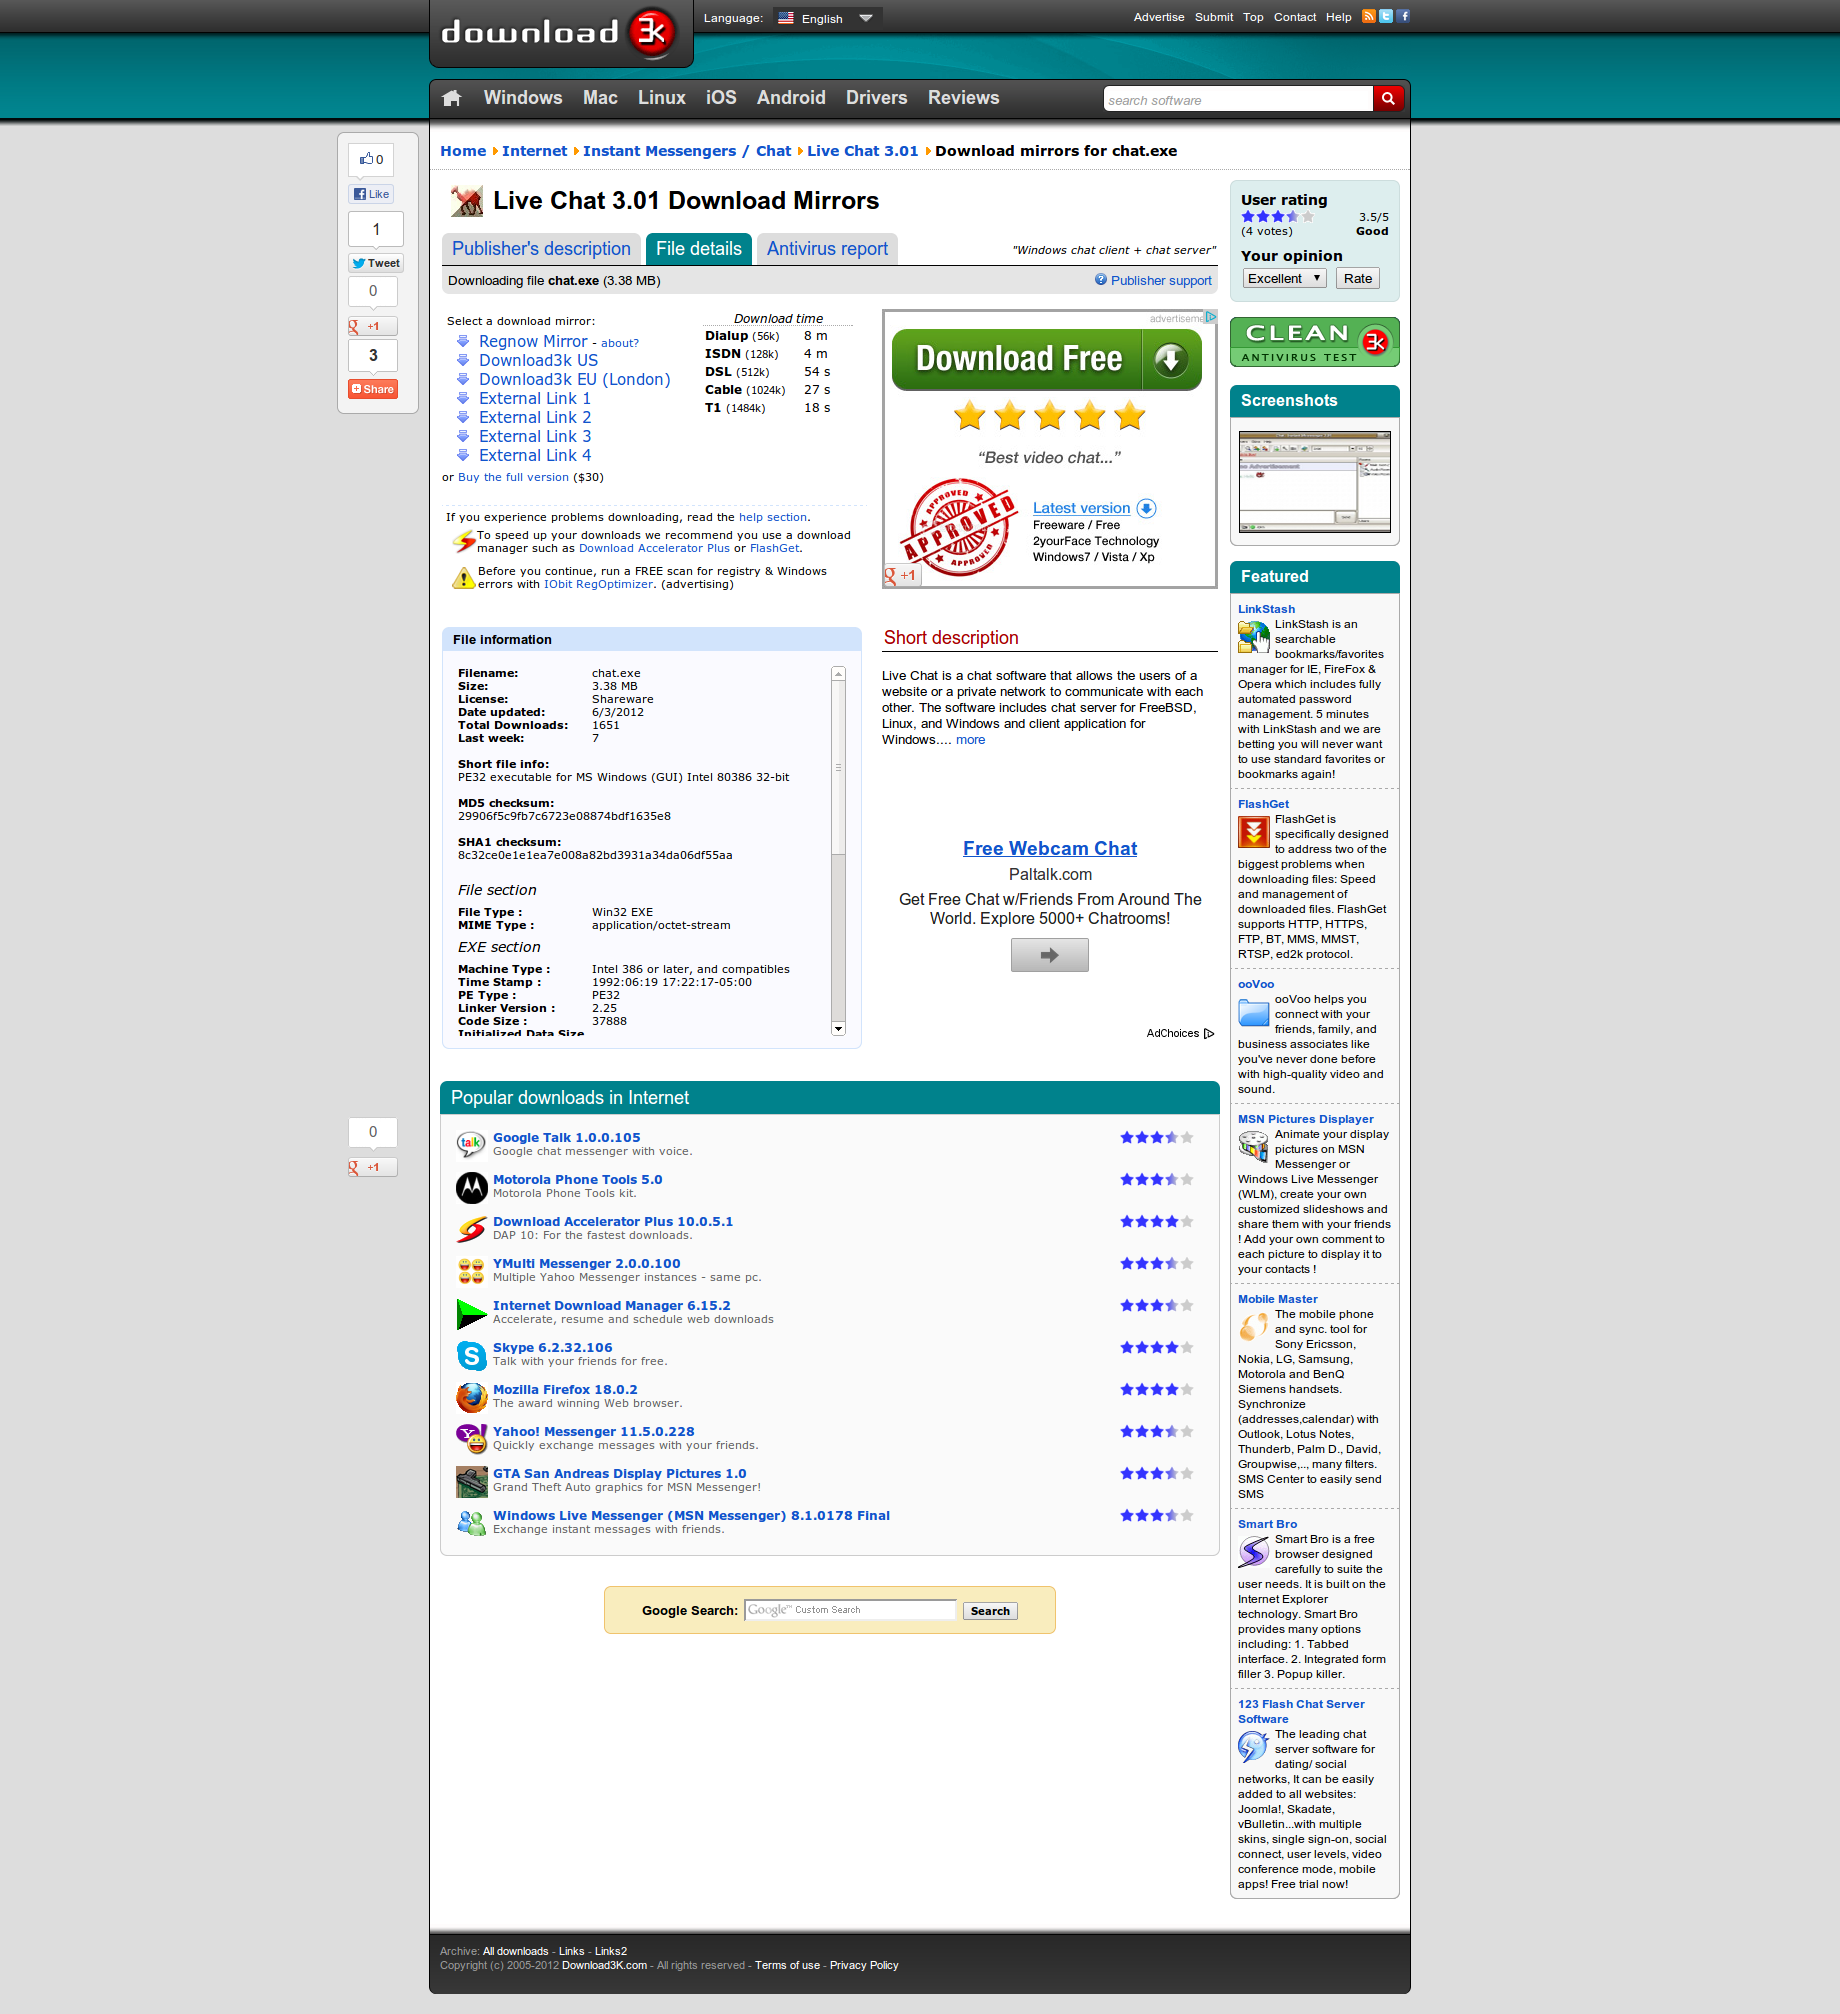 download 3k
Language: English
Advertise Submit Top Contact Help
Windows Mac Linux iOS Android Drivers Reviews
search software
0
Like
1
Tweet
0
+1
3
Share
Home Internet Instant Messengers / Chat Live Chat 3.01 Download mirrors for chat.exe
Live Chat 3.01 Download Mirrors
Publisher's description File details Antivirus report
"Windows chat client + chat server"
Downloading file chat.exe (3.38 MB)
Publisher support
Select a download mirror:
Regnow Mirror - about?
Download3k US
Download3k EU (London)
External Link 1
External Link 2
External Link 3
External Link 4
or Buy the full version ($30)
Download time
Dialup (56k) 8 m
ISDN (128k) 4 m
DSL (512k) 54 s
Cable (1024k) 27 s
T1 (1484k) 18 s
If you experience problems downloading, read the help section.
To speed up your downloads we recommend you use a download
manager such as Download Accelerator Plus or FlashGet.
Before you continue, run a FREE scan for registry & Windows
errors with IObit RegOptimizer. (advertising)
advertiseme
Download Free
“Best video chat...”
APPROVED
APPROVED
APPROVED
Latest version
Freeware / Free
2yourFace Technology
Windows7 / Vista / Xp
+1
File information
Filename: chat.exe
Size: 3.38 MB
License: Shareware
Date updated: 6/3/2012
Total Downloads: 1651
Last week: 7
Short file info:
PE32 executable for MS Windows (GUI) Intel 80386 32-bit
MD5 checksum:
29906f5c9fb7c6723e08874bdf1635e8
SHA1 checksum:
8c32ce0e1e1ea7e008a82bd3931a34da06df55aa
File section
File Type : Win32 EXE
MIME Type : application/octet-stream
EXE section
Machine Type : Intel 386 or later, and compatibles
Time Stamp : 1992:06:19 17:22:17-05:00
PE Type : PE32
Linker Version : 2.25
Code Size : 37888
Initialized Data Size
Short description
Live Chat is a chat software that allows the users of a
website or a private network to communicate with each
other. The software includes chat server for FreeBSD,
Linux, and Windows and client application for
Windows.... more
Free Webcam Chat
Paltalk.com
Get Free Chat w/Friends From Around The
World. Explore 5000+ Chatrooms!
AdChoices
0
+1
Popular downloads in Internet
talk
Google Talk 1.0.0.105
Google chat messenger with voice.
Motorola Phone Tools 5.0
Motorola Phone Tools kit.
Download Accelerator Plus 10.0.5.1
DAP 10: For the fastest downloads.
YMulti Messenger 2.0.0.100
Multiple Yahoo Messenger instances - same pc.
Internet Download Manager 6.15.2
Accelerate, resume and schedule web downloads
Skype 6.2.32.106
Talk with your friends for free.
Mozilla Firefox 18.0.2
The award winning Web browser.
Yahoo! Messenger 11.5.0.228
Quickly exchange messages with your friends.
GTA San Andreas Display Pictures 1.0
Grand Theft Auto graphics for MSN Messenger!
Windows Live Messenger (MSN Messenger) 8.1.0178 Final
Exchange instant messages with friends.
Google Search: Google™ Custom Search Search
User rating
3.5/5
(4 votes) Good
Your opinion
Excellent Rate
CLEAN 3k
ANTIVIRUS TEST
Screenshots
Featured
LinkStash
LinkStash is an
searchable
bookmarks/favorites
manager for IE, FireFox &
Opera which includes fully
automated password
management. 5 minutes
with LinkStash and we are
betting you will never want
to use standard favorites or
bookmarks again!
FlashGet
FlashGet is
specifically designed
to address two of the
biggest problems when
downloading files: Speed
and management of
downloaded files. FlashGet
supports HTTP, HTTPS,
FTP, BT, MMS, MMST,
RTSP, ed2k protocol.
ooVoo
ooVoo helps you
connect with your
friends, family, and
business associates like
you've never done before
with high-quality video and
sound.
MSN Pictures Displayer
Animate your display
pictures on MSN
Messenger or
Windows Live Messenger
(WLM), create your own
customized slideshows and
share them with your friends
! Add your own comment to
each picture to display it to
your contacts !
Mobile Master
The mobile phone
and sync. tool for
Sony Ericsson,
Nokia, LG, Samsung,
Motorola and BenQ
Siemens handsets.
Synchronize
(addresses,calendar) with
Outlook, Lotus Notes,
Thunderb, Palm D., David,
Groupwise,.., many filters.
SMS Center to easily send
SMS
Smart Bro
Smart Bro is a free
browser designed
carefully to suite the
user needs. It is built on the
Internet Explorer
technology. Smart Bro
provides many options
including: 1. Tabbed
interface. 2. Integrated form
filler 3. Popup killer.
123 Flash Chat Server
Software
The leading chat
server software for
dating/ social
networks, It can be easily
added to all websites:
Joomla!, Skadate,
vBulletin...with multiple
skins, single sign-on, social
connect, user levels, video
conference mode, mobile
apps! Free trial now!
Archive: All downloads - Links - Links2
Copyright (c) 2005-2012 Download3K.com - All rights reserved - Terms of use - Privacy Policy